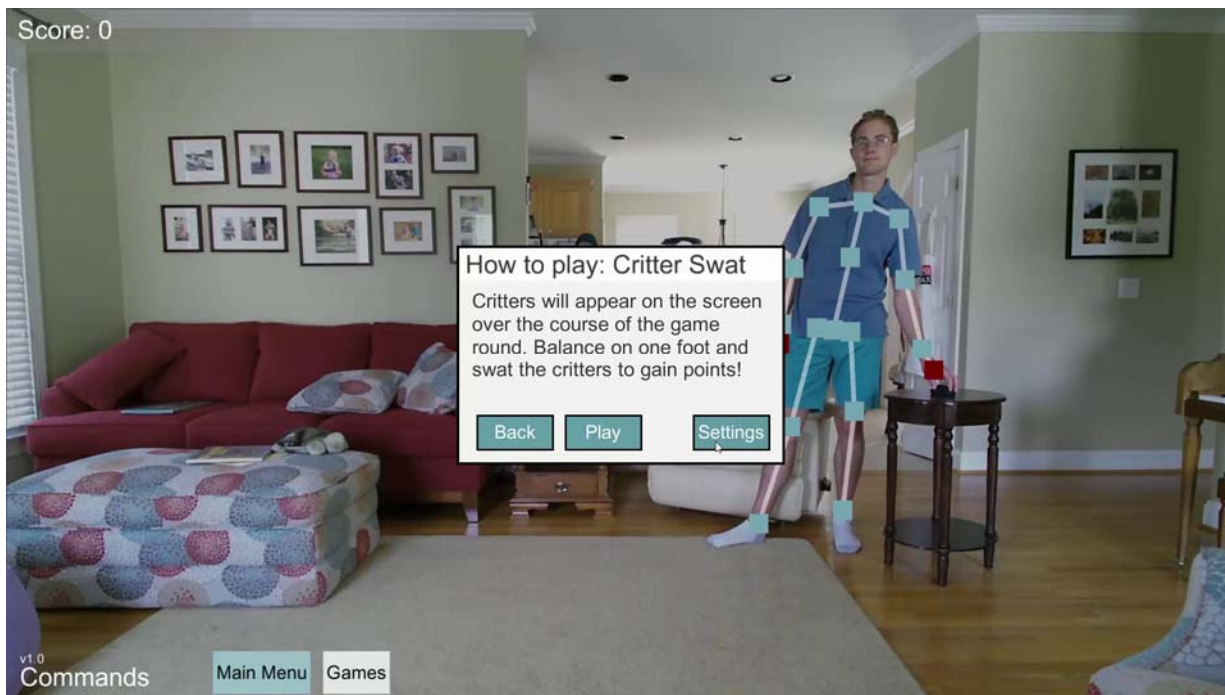 Score: 0
How to play: Critter Swat
Critters will appear on the screen
over the course of the game
round. Balance on one foot and
swat the critters to gain points!
Back Play Settings
v1.0
Commands Main Menu Games